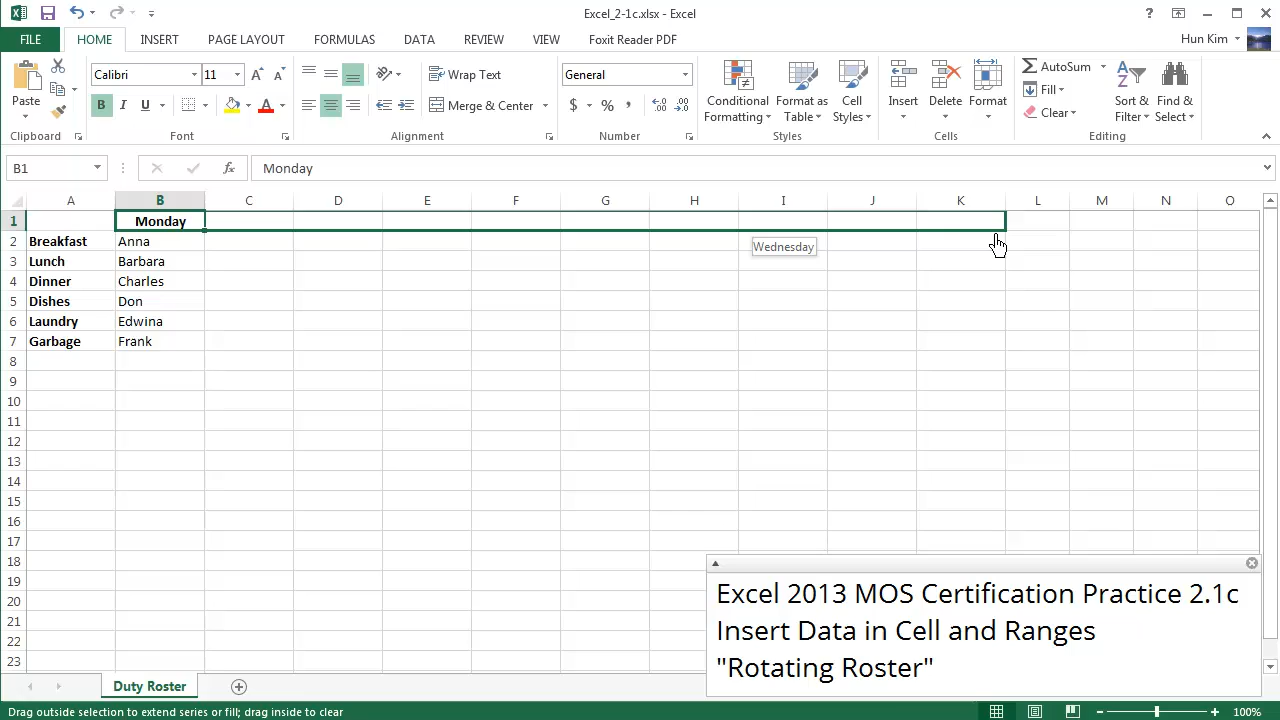 Excel_2-1c.xlsx - Excel
?
FILE HOME INSERT PAGE LAYOUT FORMULAS DATA REVIEW VIEW Foxit Reader PDF Hun Kim
Paste
Calibri 11 A A
B I U A
Wrap Text
Merge & Center
General
$ % ,
Conditional Formatting
Format as Table
Cell Styles
Insert Delete Format
AutoSum
Fill
Clear
Sort & Filter
Find & Select
Clipboard Font Alignment Number Styles Cells Editing
B1 fx Monday
A B C D E F G H I J K L M N O
1 Monday
2 Breakfast Anna Wednesday
3 Lunch Barbara
4 Dinner Charles
5 Dishes Don
6 Laundry Edwina
7 Garbage Frank
8
9
10
11
12
13
14
15
16
17
18
19
20
21
22
23
Excel 2013 MOS Certification Practice 2.1c
Insert Data in Cell and Ranges
"Rotating Roster"
Duty Roster
Drag outside selection to extend series or fill; drag inside to clear 100%